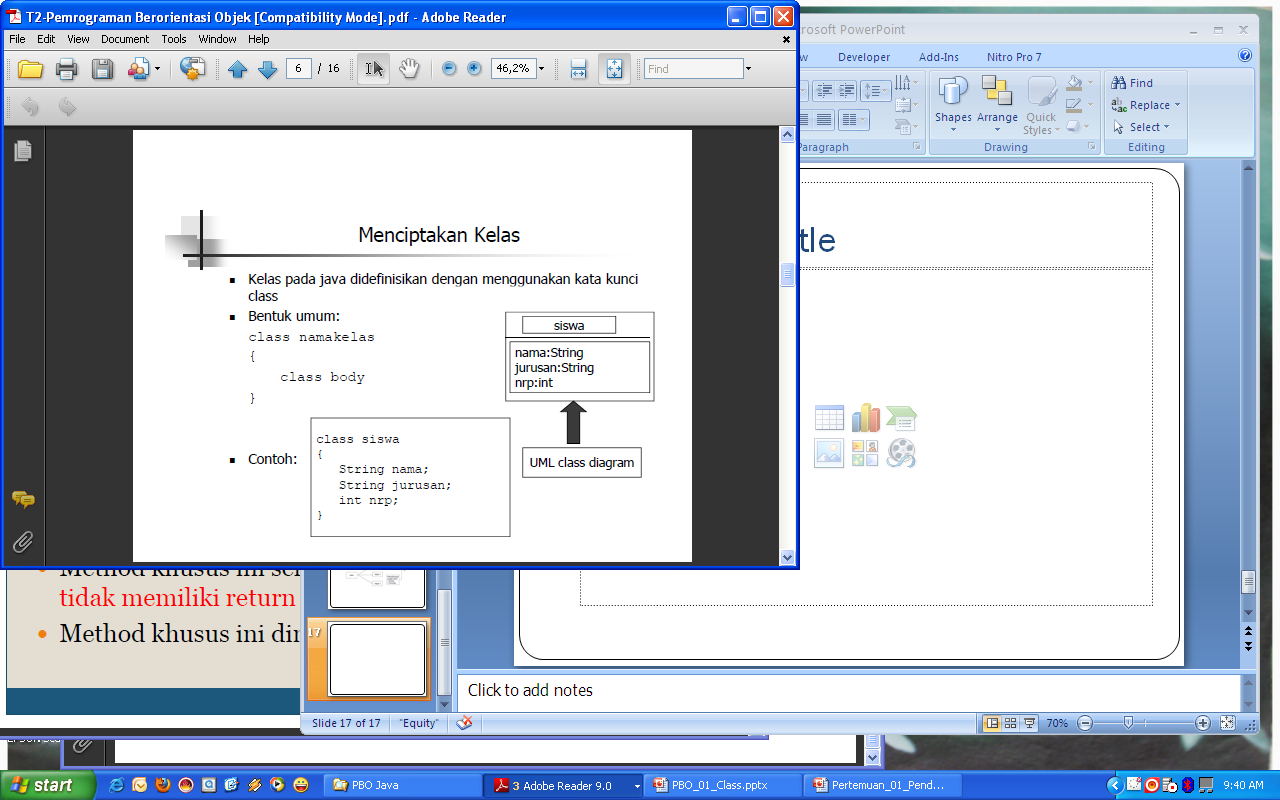 T2-Pemrograman Berorientasi Objek [Compatibility Mode].pdf - Adobe Reader
File Edit View Document Tools Window Help
6 / 16 46,2% Find
Menciptakan Kelas
Kelas pada java didefinisikan dengan menggunakan kata kunci
class
Bentuk umum:
class namakelas
{
class body
}
siswa
nama:String
jurusan:String
nrp:int
UML class diagram
Contoh:
class siswa
{
String nama;
String jurusan;
int nrp;
}
rosoft PowerPoint
w Developer Add-Ins Nitro Pro 7
Shapes Arrange Quick
Styles
Find
Replace
Select
Paragraph Drawing Editing
tle
Method khusus ini
tidak memiliki return
Method khusus ini
17
Click to add notes
Slide 17 of 17 "Equity" 70%
start PBO Java 3 Adobe Reader 9.0 PBO_01_Class.pptx Pertemuan_01_Pend... 9:40 AM